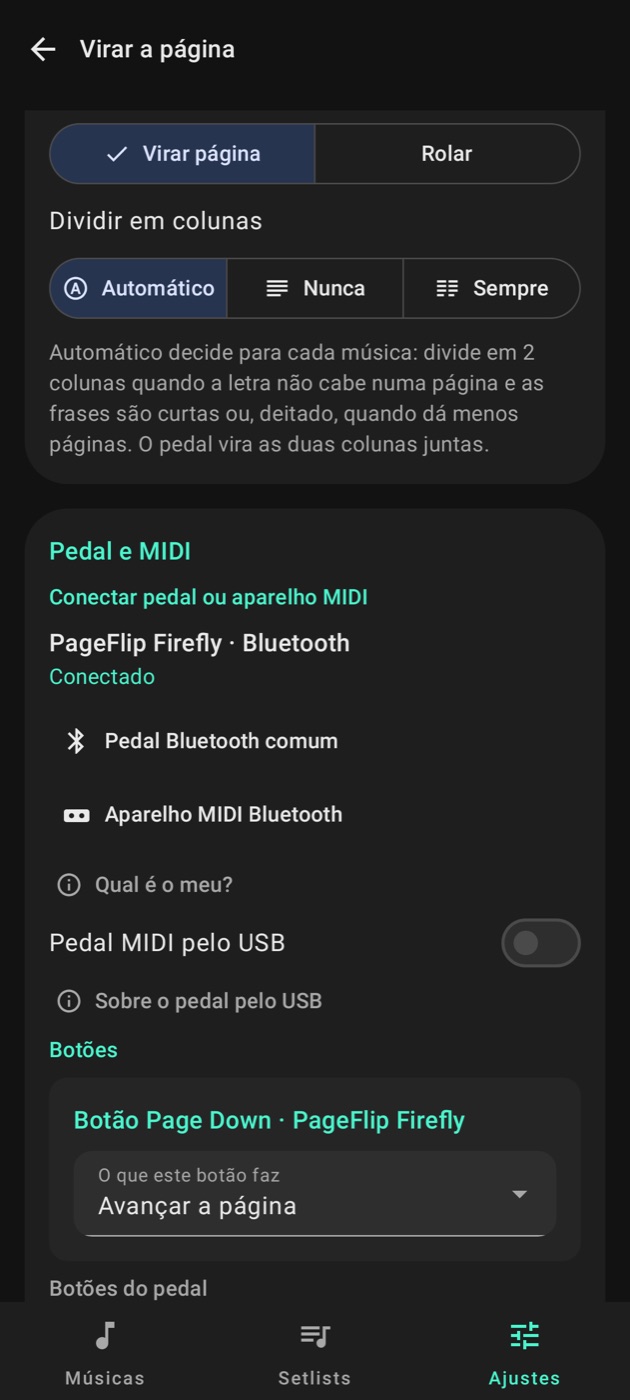 Virar a página
Virar página
Rolar
Dividir em colunas
Automático
Nunca
Sempre
Automático decide para cada música: divide em 2
colunas quando a letra não cabe numa página e as
frases são curtas ou, deitado, quando dá menos
páginas. O pedal vira as duas colunas juntas.
Pedal e MIDI
Conectar pedal ou aparelho MIDI
PageFlip Firefly · Bluetooth
Conectado
Pedal Bluetooth comum
Aparelho MIDI Bluetooth
Qual é o meu?
Pedal MIDI pelo USB
Sobre o pedal pelo USB
Botões
Botão Page Down · PageFlip Firefly
O que este botão faz
Avançar a página
Botões do pedal
Músicas
Setlists
Ajustes